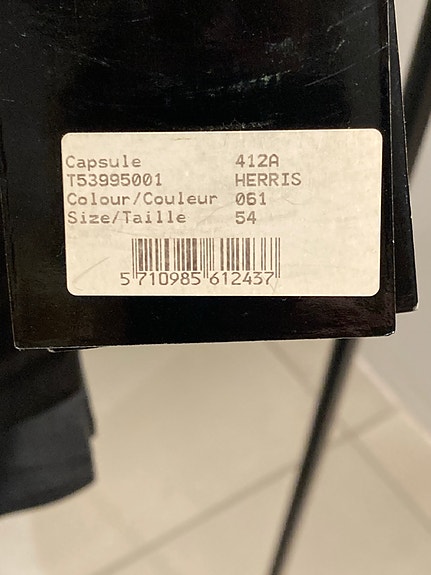 Capsule 412A
T53995001 HERRIS
Colour/Couleur 061
Size/Taille 54
5 710985 612437